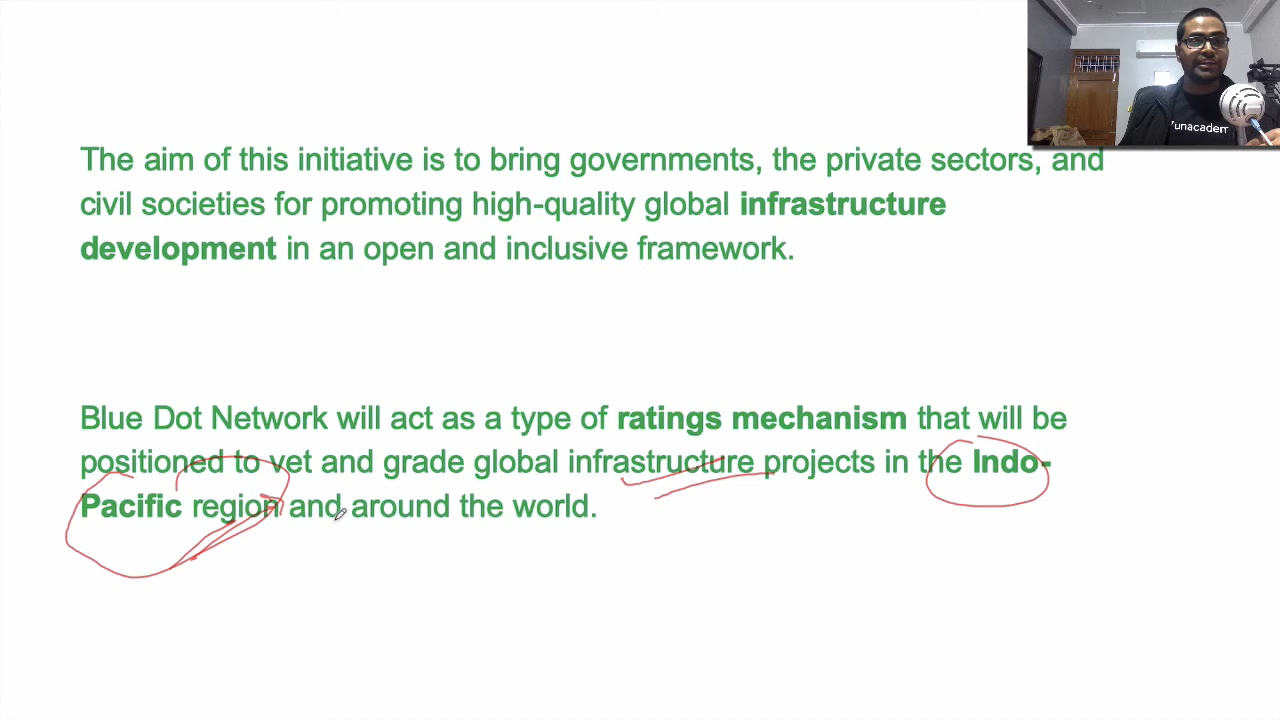 unacadem
The aim of this initiative is to bring governments, the private sectors, and
civil societies for promoting high-quality global infrastructure
development in an open and inclusive framework.
Blue Dot Network will act as a type of ratings mechanism that will be
positioned to vet and grade global infrastructure projects in the Indo-
Pacific region and around the world.